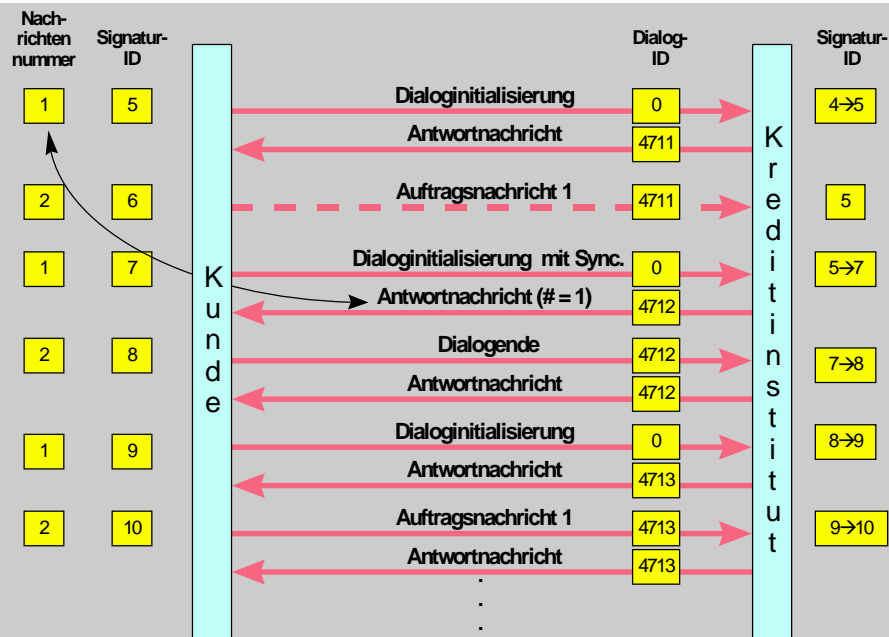 Nach-
richten
nummer
Signatur-
ID
Dialog-
ID
Signatur-
ID
1 5 Dialoginitialisierung 0 4→5
Antwortnachricht 4711
2 6 Auftragsnachricht 1 4711 5
1 7 Dialoginitialisierung mit Sync. 0 5→7
Antwortnachricht (# = 1) 4712
2 8 Dialogende 4712 7→8
Antwortnachricht 4712
1 9 Dialoginitialisierung 0 8→9
Antwortnachricht 4713
2 10 Auftragsnachricht 1 4713 9→10
Antwortnachricht 4713
.
.
.
Kunde
Kreditinstitut